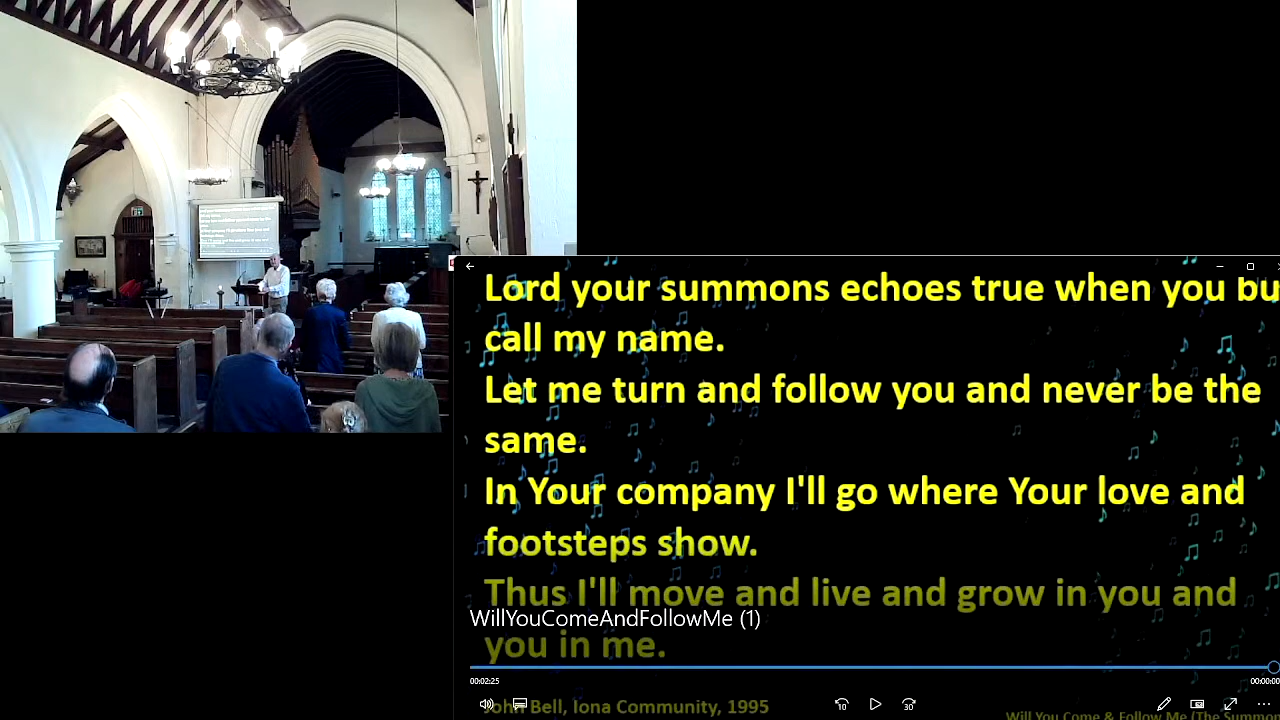 Lord your summons echoes true when you bu
call my name.
Let me turn and follow you and never be the
same.
In Your company I'll go where Your love and
footsteps show.
Thus I'll move and live and grow in you and
WillYouComeAndFollowMe (1)
you in me.
00:02:25
00:00:00
John Bell, Iona Community, 1995
10
30
Will You Come & Follow Me (The Summo